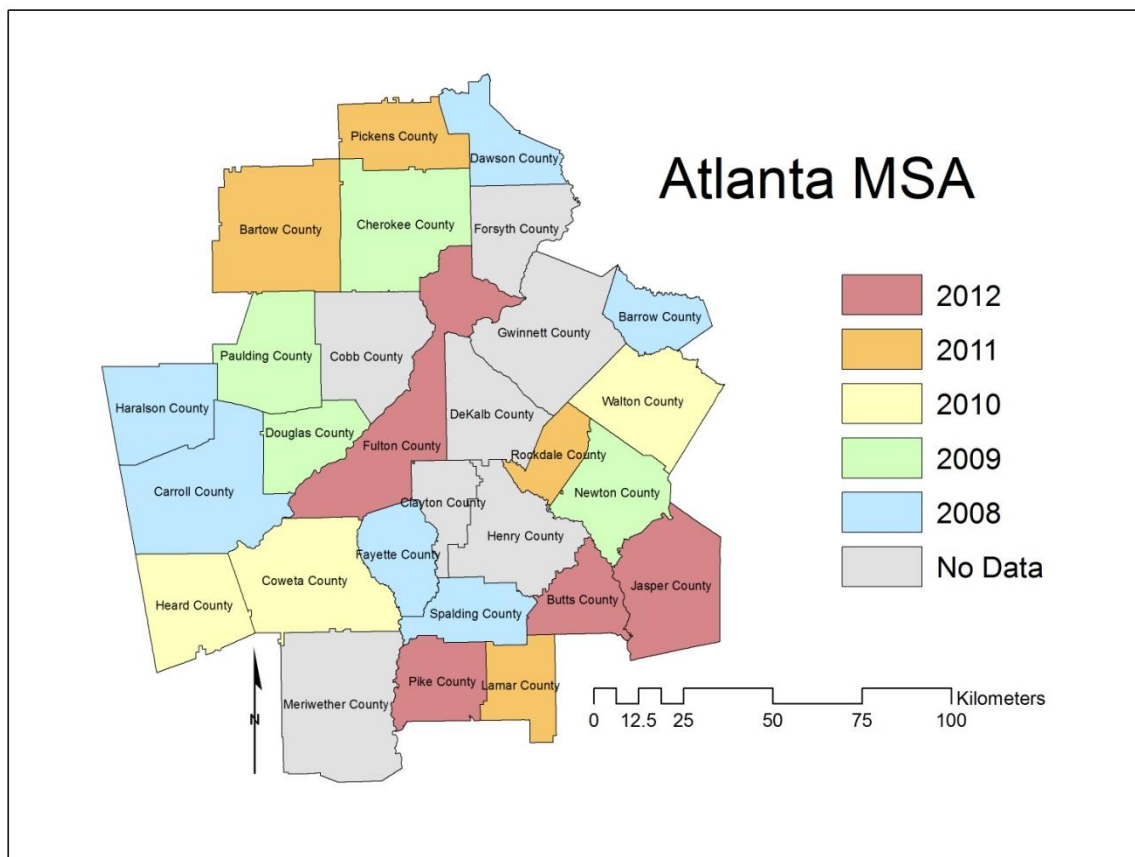 Atlanta MSA
Pickens County
Dawson County
Bartow County
Cherokee County
Forsyth County
Gwinnett County
Barrow County
Paulding County
Cobb County
Haralson County
DeKalb County
Walton County
Douglas County
Fulton County
Rockdale County
Carroll County
Clayton County
Newton County
Henry County
Fayette County
Coweta County
Heard County
Spalding County
Butts County
Jasper County
Pike County
Lamar County
Meriwether County
2012
2011
2010
2009
2008
No Data
N
Kilometers
0 12.5 25 50 75 100